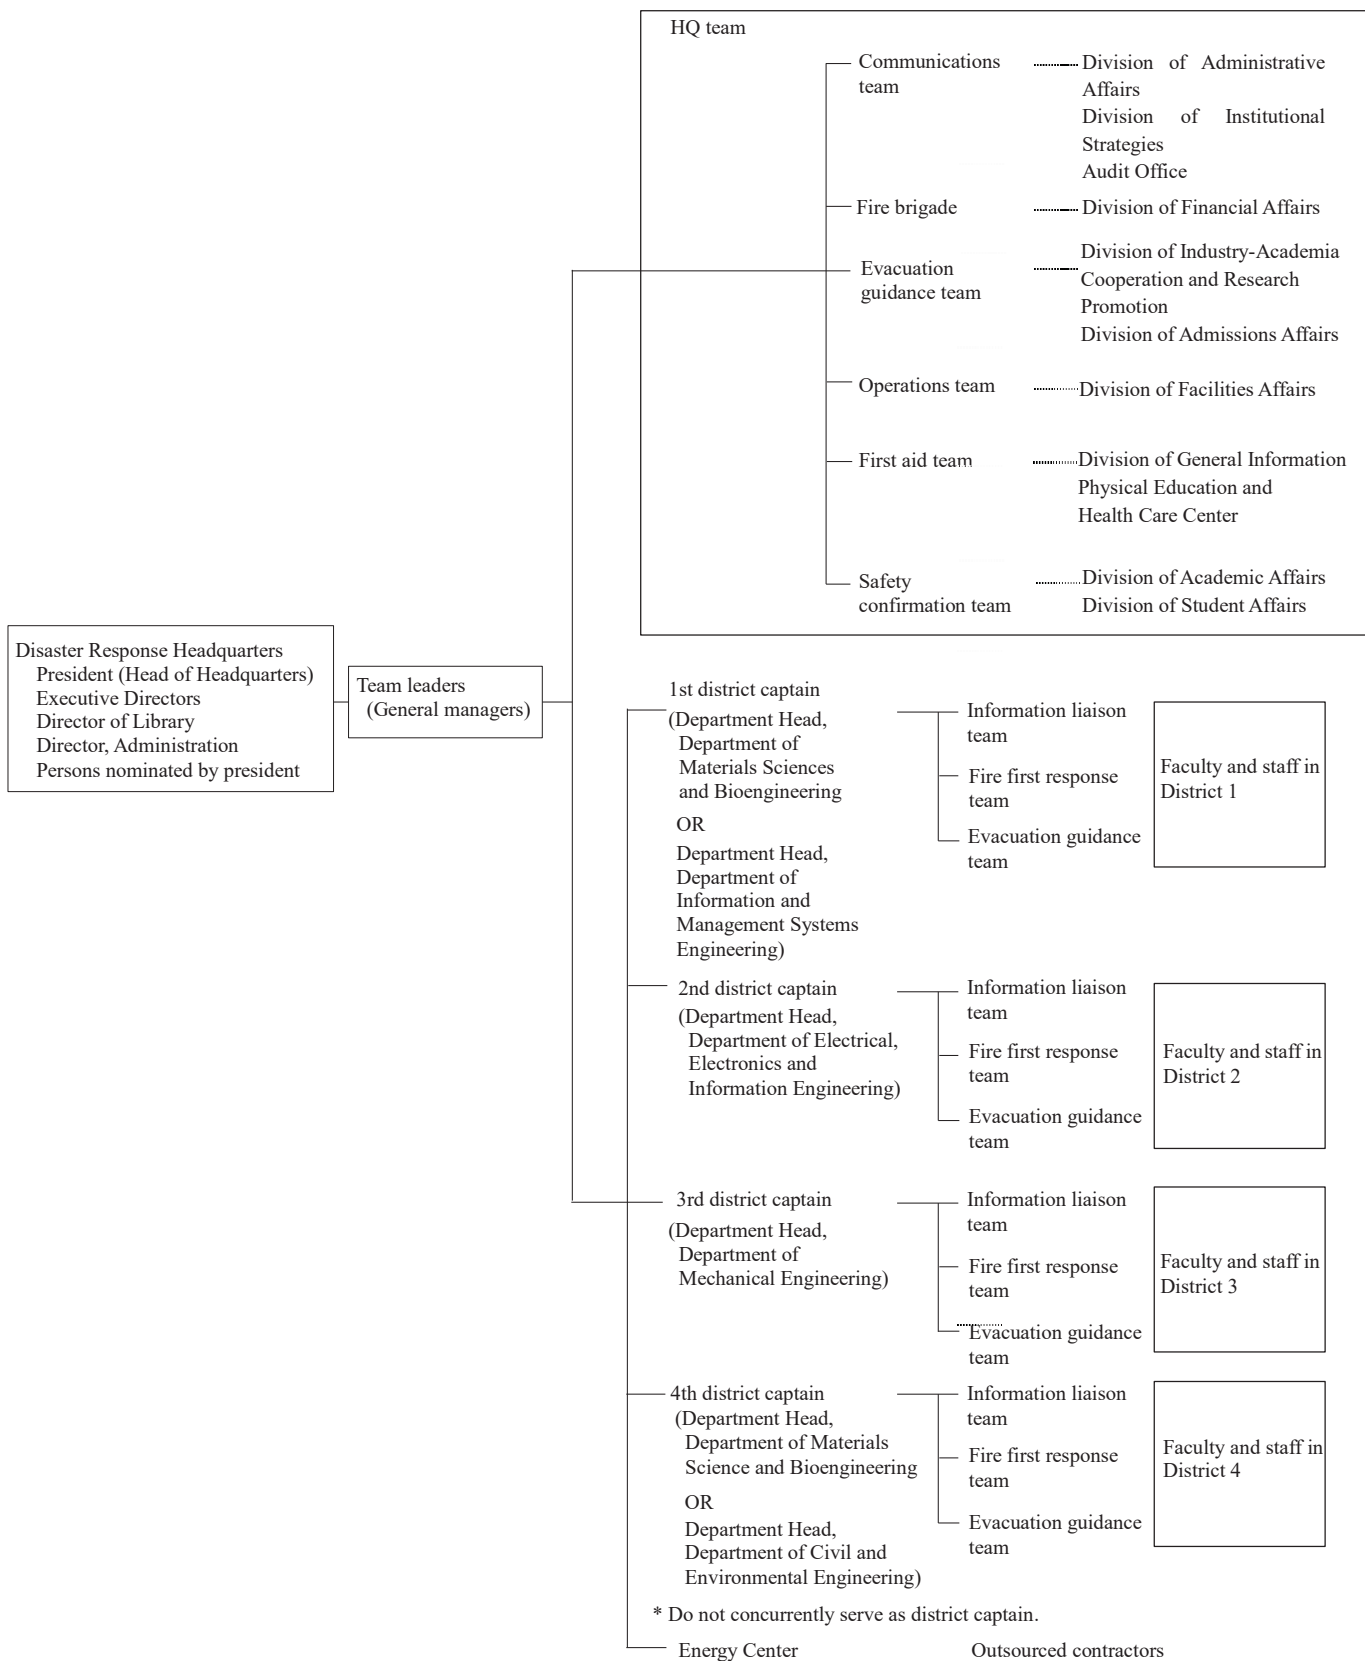 HQ team
Communications
team
Division of Administrative
Affairs
Division of Institutional
Strategies
Audit Office
Fire brigade
Division of Financial Affairs
Evacuation
guidance team
Division of Industry-Academia
Cooperation and Research
Promotion
Division of Admissions Affairs
Operations team
Division of Facilities Affairs
First aid team
Division of General Information
Physical Education and
Health Care Center
Safety
confirmation team
Division of Academic Affairs
Division of Student Affairs
Disaster Response Headquarters
President (Head of Headquarters)
Executive Directors
Director of Library
Director, Administration
Persons nominated by president
Team leaders
(General managers)
1st district captain
(Department Head,
Department of
Materials Sciences
and Bioengineering
OR
Department Head,
Department of
Information and
Management Systems
Engineering)
Information liaison
team
Fire first response
team
Evacuation guidance
team
Faculty and staff in
District 1
2nd district captain
(Department Head,
Department of Electrical,
Electronics and
Information Engineering)
Information liaison
team
Fire first response
team
Evacuation guidance
team
Faculty and staff in
District 2
3rd district captain
(Department Head,
Department of
Mechanical Engineering)
Information liaison
team
Fire first response
team
Evacuation guidance
team
Faculty and staff in
District 3
4th district captain
(Department Head,
Department of Materials
Science and Bioengineering
OR
Department Head,
Department of Civil and
Environmental Engineering)
Information liaison
team
Fire first response
team
Evacuation guidance
team
Faculty and staff in
District 4
* Do not concurrently serve as district captain.
Energy Center
Outsourced contractors